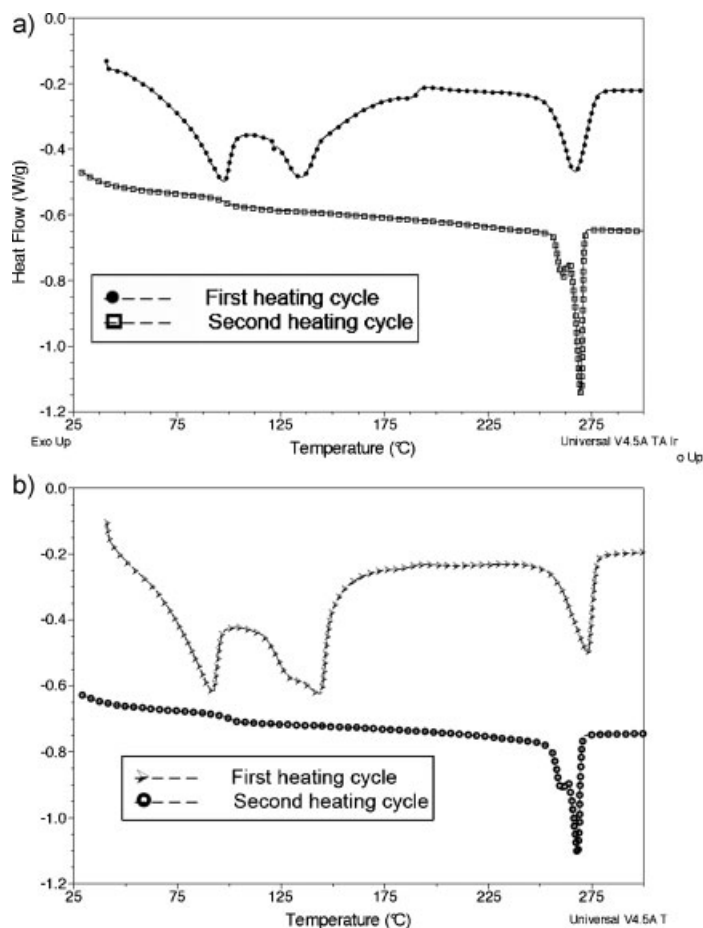 a)
0.0
-0.2
-0.4
-0.6
-0.8
-1.0
-1.2
Heat Flow (W/g)
First heating cycle
Second heating cycle
25 75 125 175 225 275
Exo Up
Temperature (°C)
Universal V4.5A TA Ir
o Up
b)
0.0
-0.2
-0.4
-0.6
-0.8
-1.0
-1.2
First heating cycle
Second heating cycle
25 75 125 175 225 275
Temperature (°C)
Universal V4.5A T